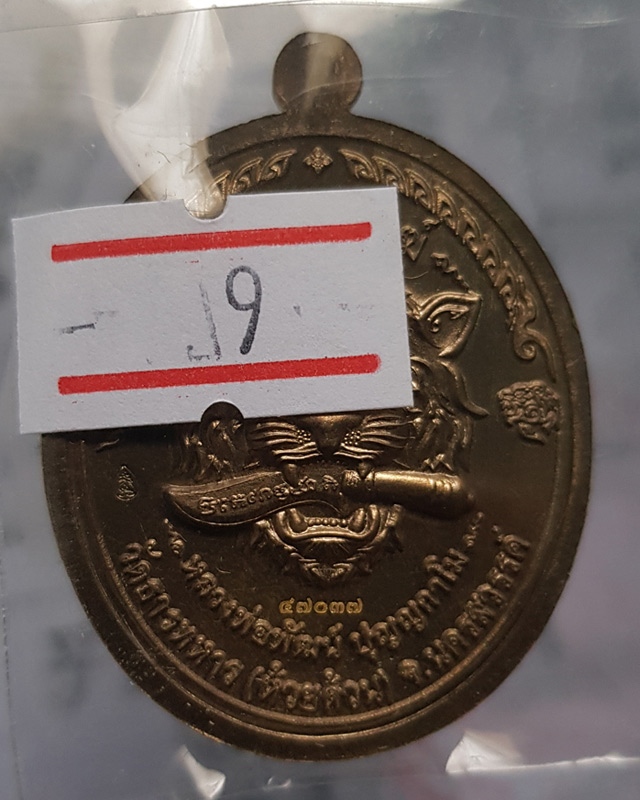 9
๔๗๐๓๗
หลวงพ่อพัฒน์ ปุญญกาโม
วัดธารทหาร (ห้วยด้วน) จ.นครสวรรค์